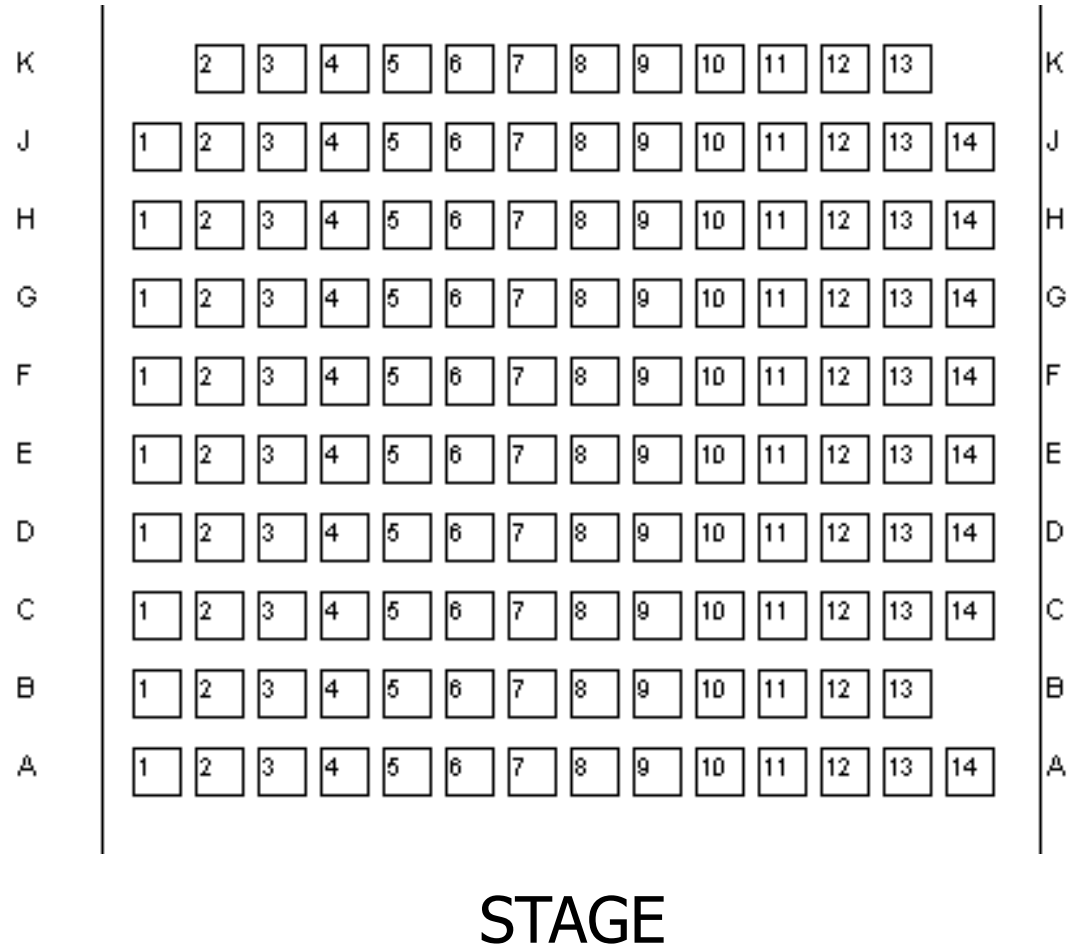 K 2 3 4 5 6 7 8 9 10 11 12 13 K
J 1 2 3 4 5 6 7 8 9 10 11 12 13 14 J
H 1 2 3 4 5 6 7 8 9 10 11 12 13 14 H
G 1 2 3 4 5 6 7 8 9 10 11 12 13 14 G
F 1 2 3 4 5 6 7 8 9 10 11 12 13 14 F
E 1 2 3 4 5 6 7 8 9 10 11 12 13 14 E
D 1 2 3 4 5 6 7 8 9 10 11 12 13 14 D
C 1 2 3 4 5 6 7 8 9 10 11 12 13 14 C
B 1 2 3 4 5 6 7 8 9 10 11 12 13 B
A 1 2 3 4 5 6 7 8 9 10 11 12 13 14 A
STAGE